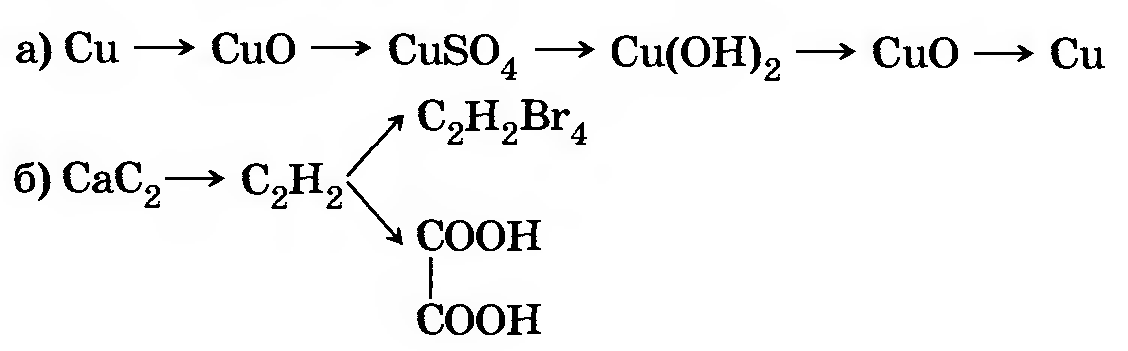 а) Cu → CuO → CuSO₄ → Cu(OH)₂ → CuO → Cu
C₂H₂Br₄
б) CaC₂ → C₂H₂
COOH
COOH